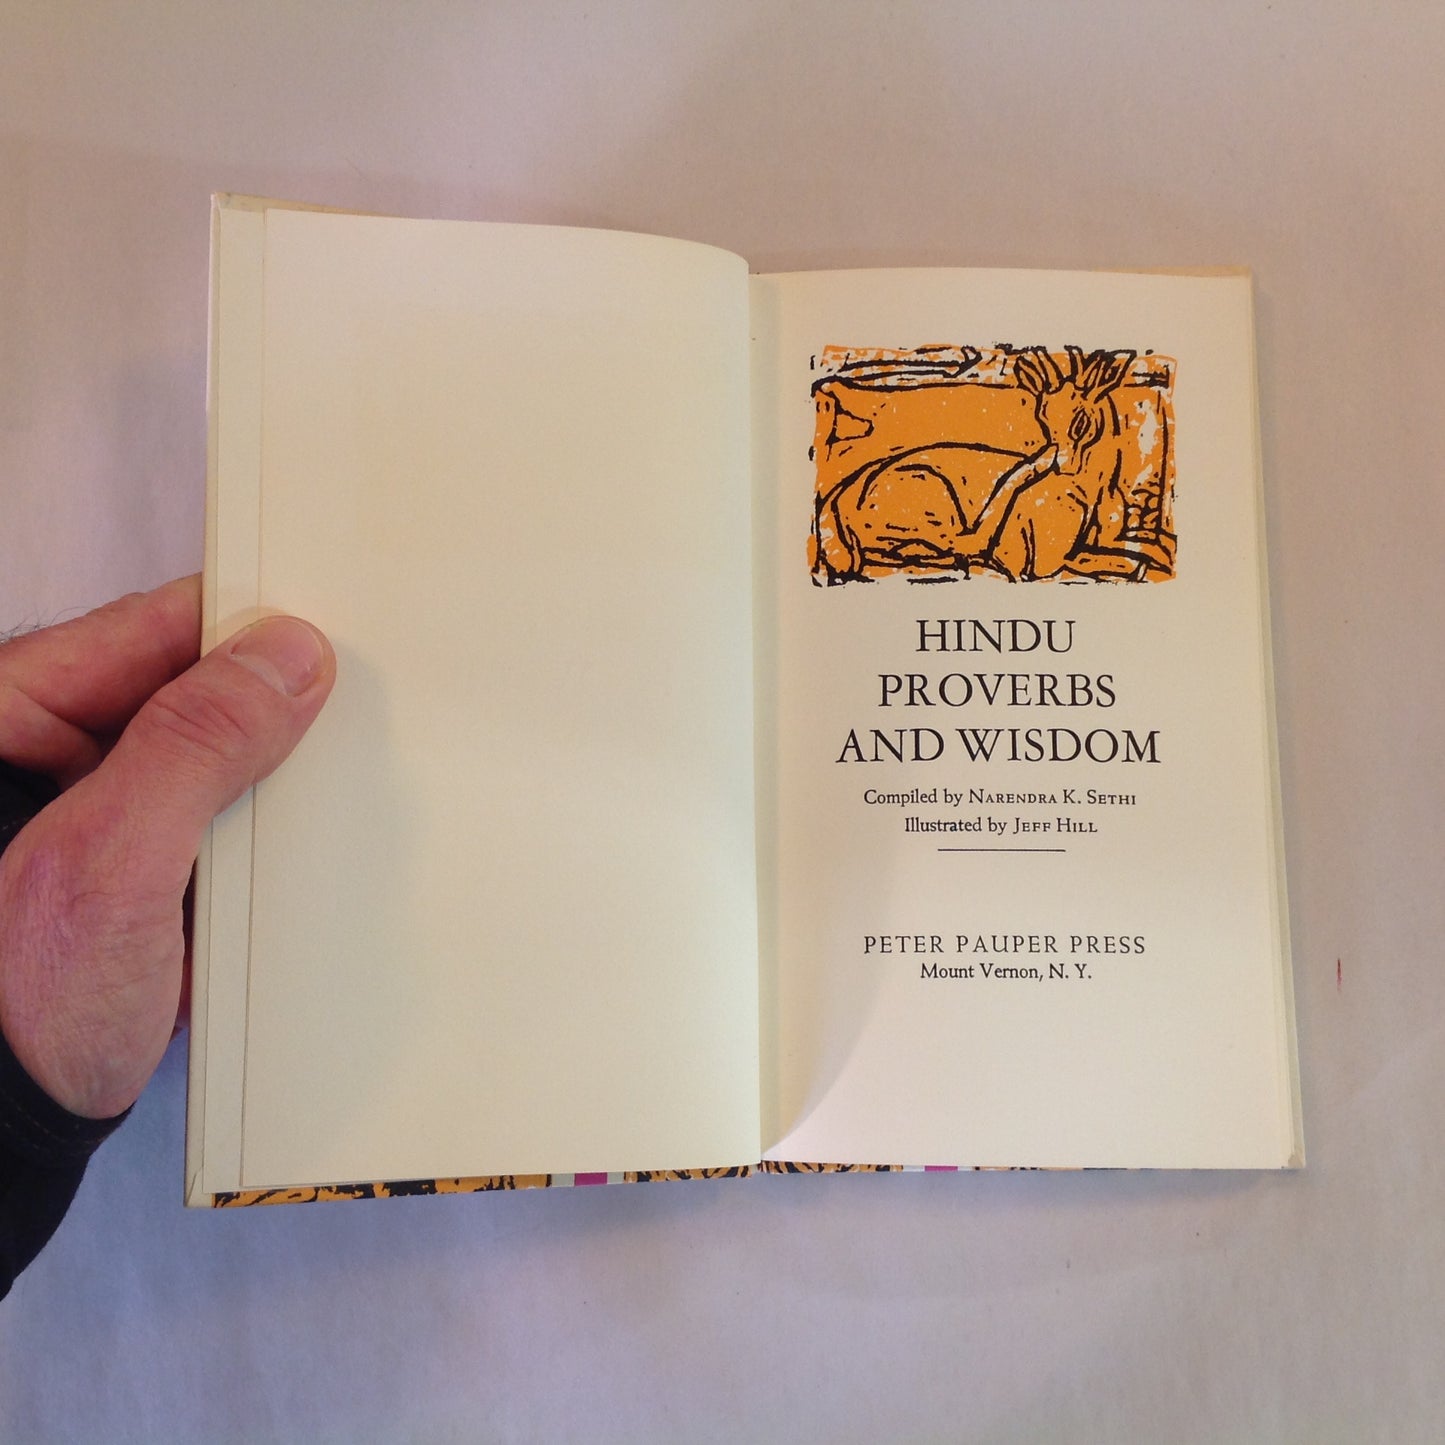 HINDU
PROVERBS
AND WISDOM
Compiled by NARENDRA K. SETHI
Illustrated by JEFF HILL
PETER PAUPER PRESS
Mount Vernon, N. Y.